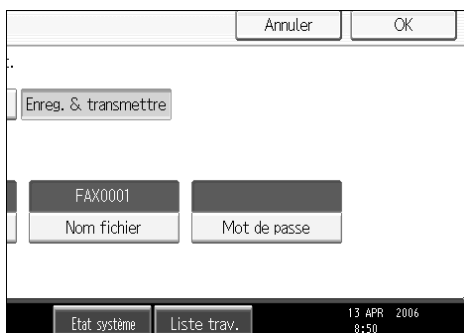 Annuler OK
t.
Enreg. & transmettre
FAX0001
Nom fichier Mot de passe
Etat système Liste trav. 13 APR 2006
8:50